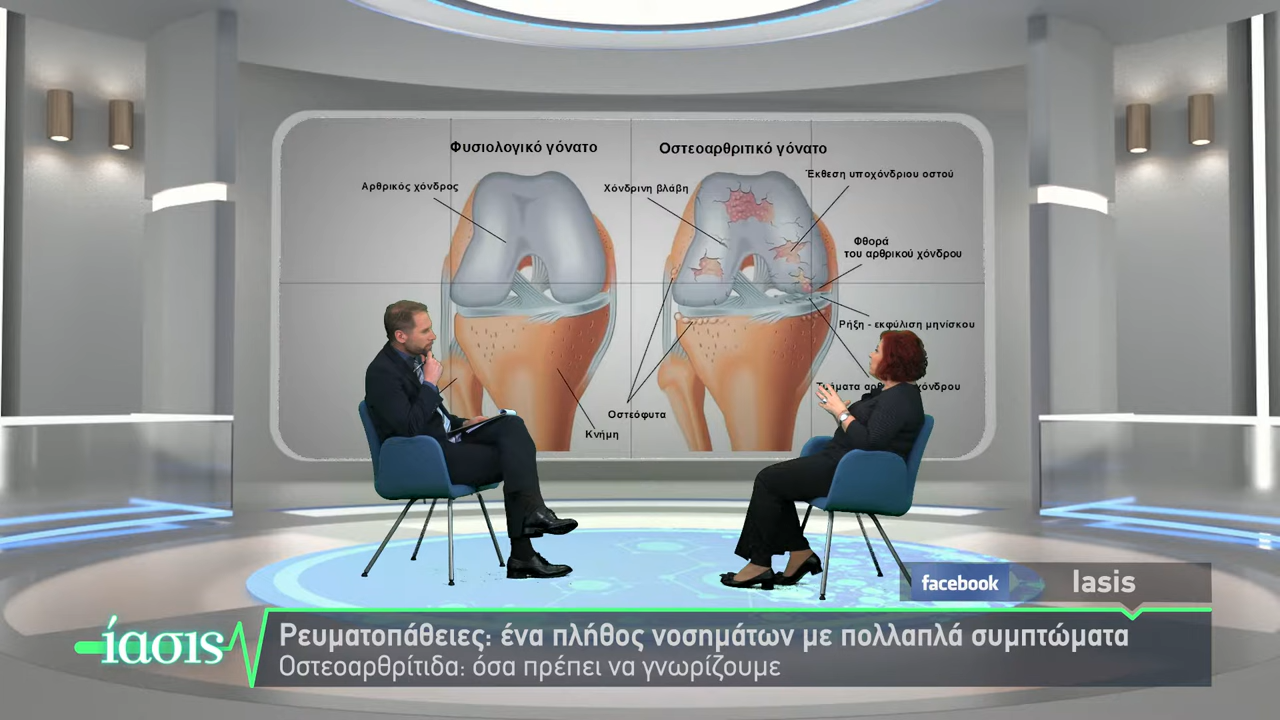 Φυσιολογικό γόνατο
Οστεοαρθριτικό γόνατο
Αρθρικός χόνδρος
Χόνδρινη βλάβη
Έκθεση υποχόνδριου οστού
Φθορά
του αρθρικού χόνδρου
Ρήξη - εκφύλιση μηνίσκου
χόνδρου
Οστεόφυτα
Κνήμη
facebook
Iasis
ίασις
Ρευματοπάθειες: ένα πλήθος νοσημάτων με πολλαπλά συμπτώματα
Οστεοαρθρίτιδα: όσα πρέπει να γνωρίζουμε